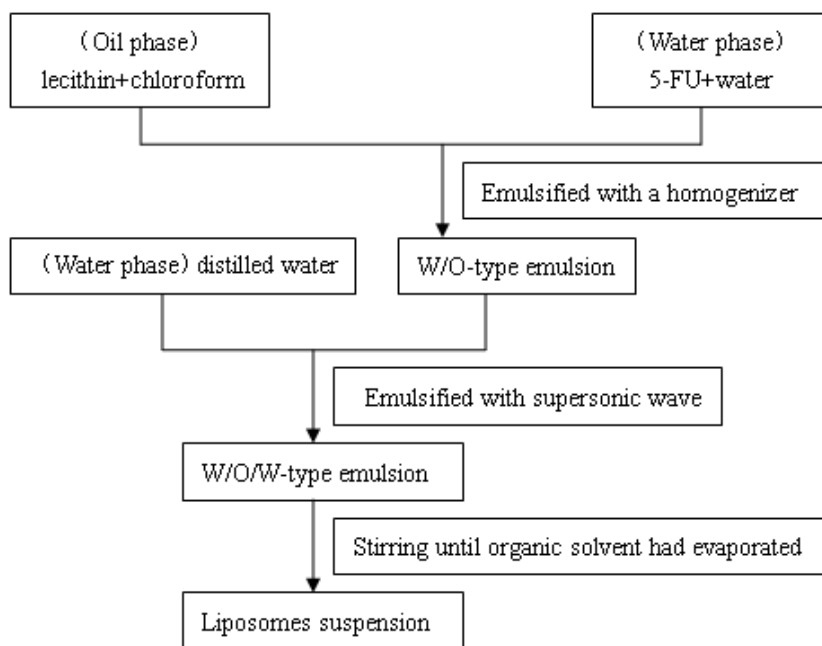 (Oil phase)
lecithin+chloroform
(Water phase)
5-FU+water
Emulsified with a homogenizer
(Water phase) distilled water
W/O-type emulsion
Emulsified with supersonic wave
W/O/W-type emulsion
Stirring until organic solvent had evaporated
Liposomes suspension